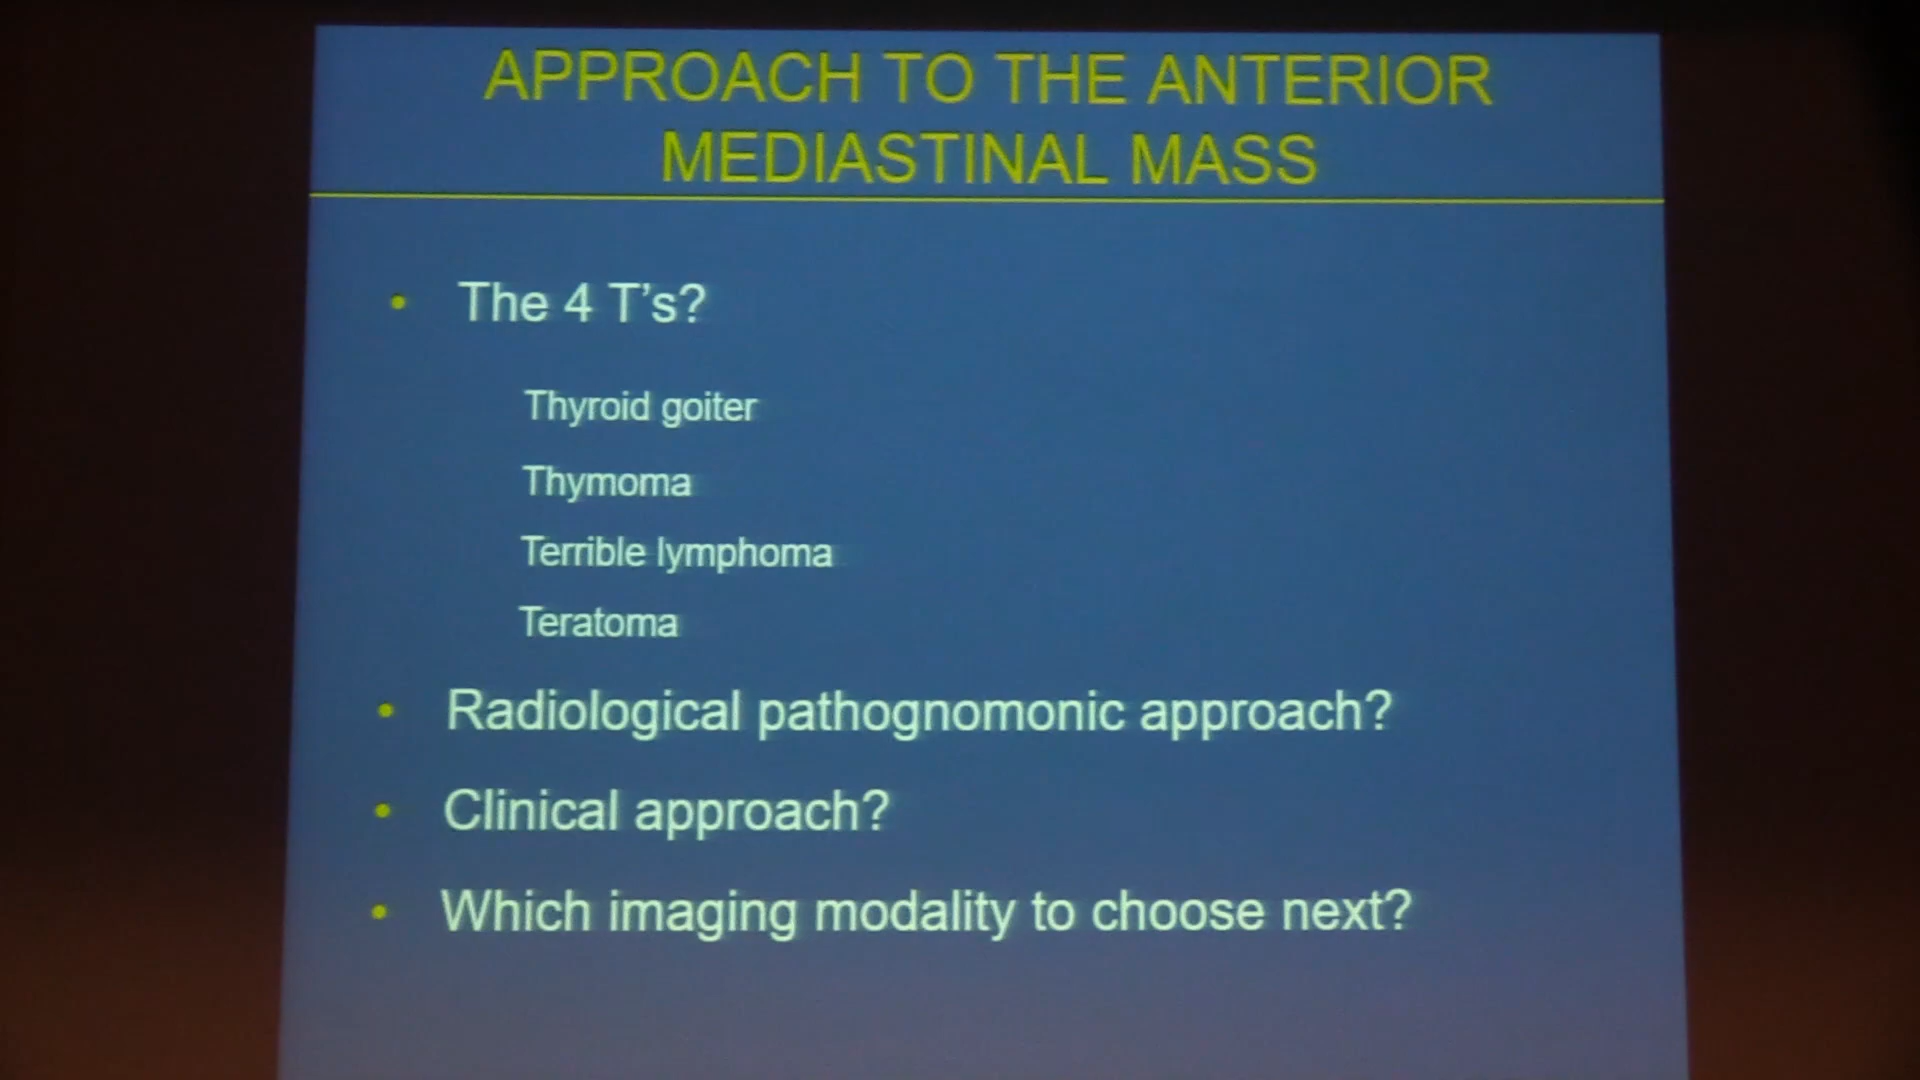 APPROACH TO THE ANTERIOR
MEDIASTINAL MASS
• The 4 T's?
Thyroid goiter
Thymoma
Terrible lymphoma
Teratoma
• Radiological pathognomonic approach?
• Clinical approach?
• Which imaging modality to choose next?